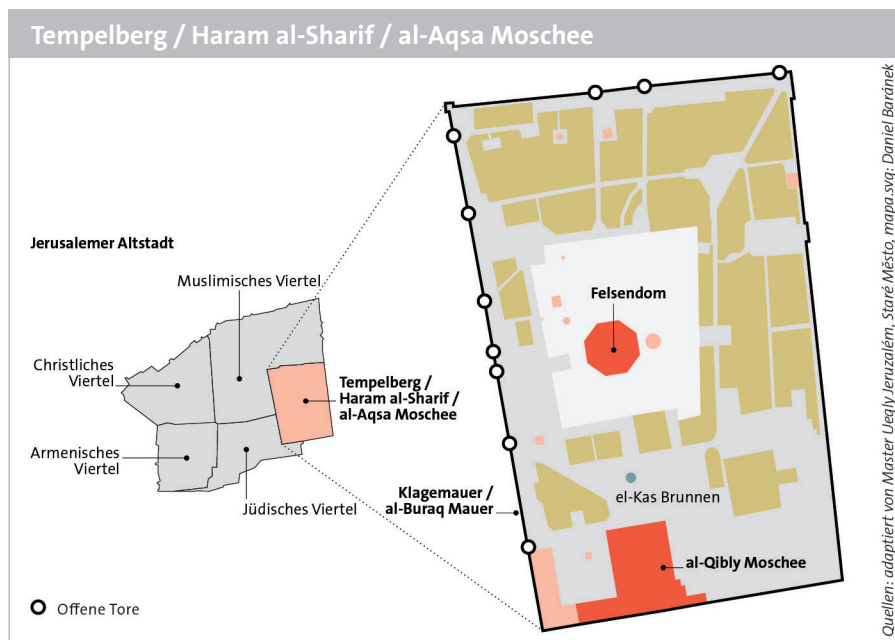 Tempelberg / Haram al-Sharif / al-Aqsa Moschee
Jerusalemer Altstadt
Muslimisches Viertel
Christliches
Viertel
Tempelberg /
Haram al-Sharif /
al-Aqsa Moschee
Armenisches
Viertel
Jüdisches Viertel
Klagemauer /
al-Buraq Mauer
Felsendom
el-Kas Brunnen
al-Qibly Moschee
Offene Tore
Quellen: adaptiert von Master Uegly Jeruzalém, Staré Město, mapa.svg: Daniel Baránek